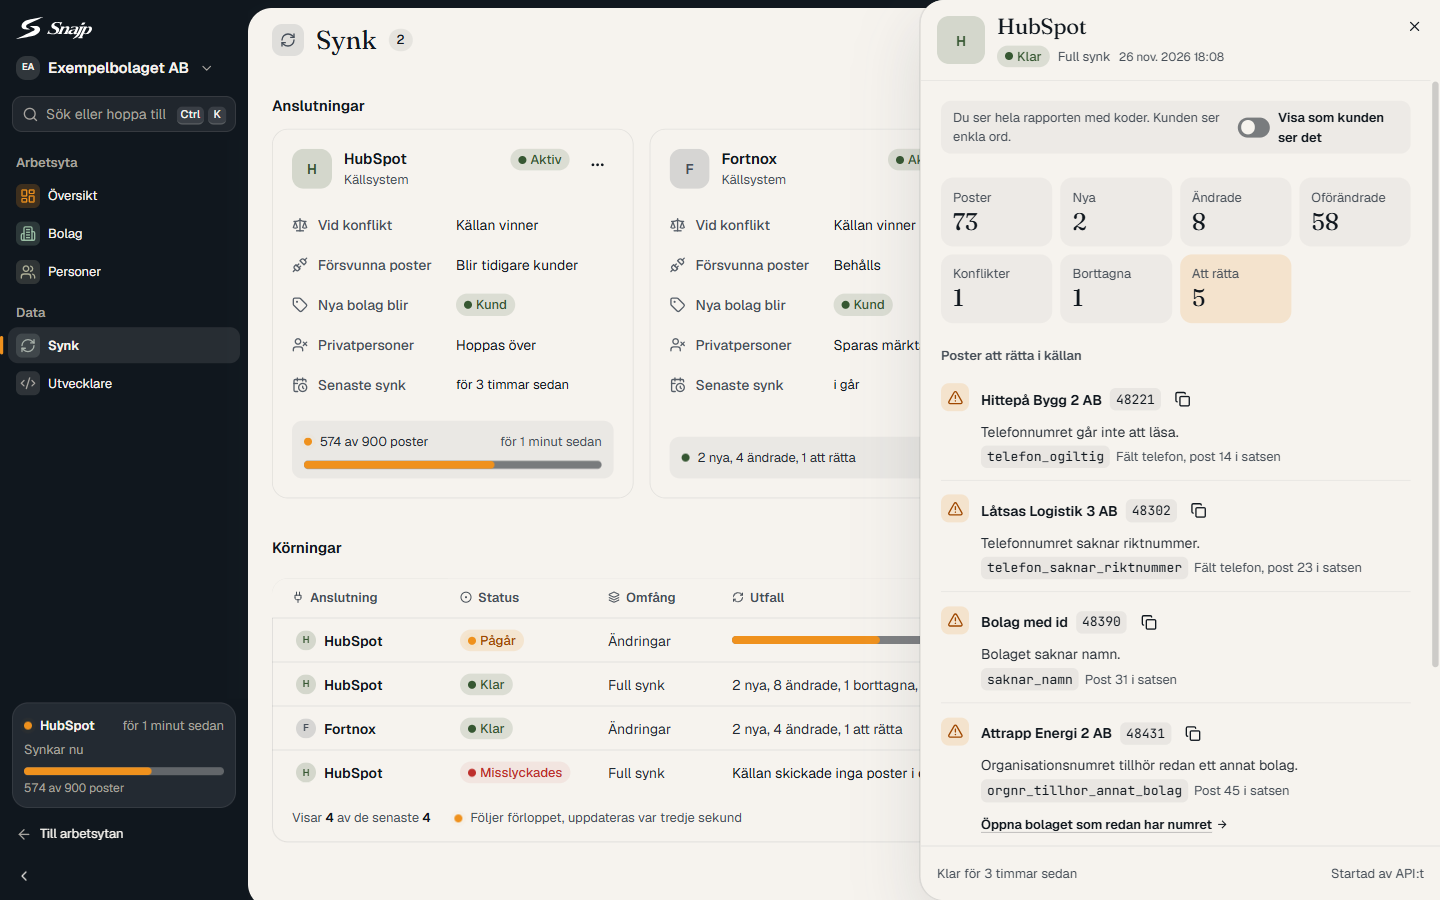 Snajp
EA Exempelbolaget AB
Sök eller hoppa till Ctrl K
Arbetsyta
Översikt
Bolag
Personer
Data
Synk
Utvecklare
HubSpot för 1 minut sedan
Synkar nu
574 av 900 poster
Till arbetsytan
Synk 2
Anslutningar
H HubSpot Aktiv
Källsystem
Vid konflikt Källan vinner
Försvunna poster Blir tidigare kunder
Nya bolag blir Kund
Privatpersoner Hoppas över
Senaste synk för 3 timmar sedan
574 av 900 poster för 1 minut sedan
F Fortnox
Källsystem
Vid konflikt Källan vinner
Försvunna poster Behålls
Nya bolag blir Kund
Privatpersoner Sparas märkt
Senaste synk i går
2 nya, 4 ändrade, 1 att rätta
Körningar
Anslutning Status Omfång Utfall
H HubSpot Pågår Ändringar
H HubSpot Klar Full synk 2 nya, 8 ändrade, 1 borttagna,
F Fortnox Klar Ändringar 2 nya, 4 ändrade, 1 att rätta
H HubSpot Misslyckades Full synk Källan skickade inga poster i
Visar 4 av de senaste 4 Följer förloppet, uppdateras var tredje sekund
H HubSpot
Klar Full synk 26 nov. 2026 18:08
Du ser hela rapporten med koder. Kunden ser
enkla ord.
Visa som kunden
ser det
Poster Nya Ändrade Oförändrade
73 2 8 58
Konflikter Borttagna Att rätta
1 1 5
Poster att rätta i källan
Hittepå Bygg 2 AB 48221
Telefonnumret går inte att läsa.
telefon_ogiltig Fält telefon, post 14 i satsen
Låtsas Logistik 3 AB 48302
Telefonnumret saknar riktnummer.
telefon_saknar_riktnummer Fält telefon, post 23 i satsen
Bolag med id 48390
Bolaget saknar namn.
saknar_namn Post 31 i satsen
Attrapp Energi 2 AB 48431
Organisationsnumret tillhör redan ett annat bolag.
orgnr_tillhor_annat_bolag Post 45 i satsen
Öppna bolaget som redan har numret →
Klar för 3 timmar sedan Startad av API:t